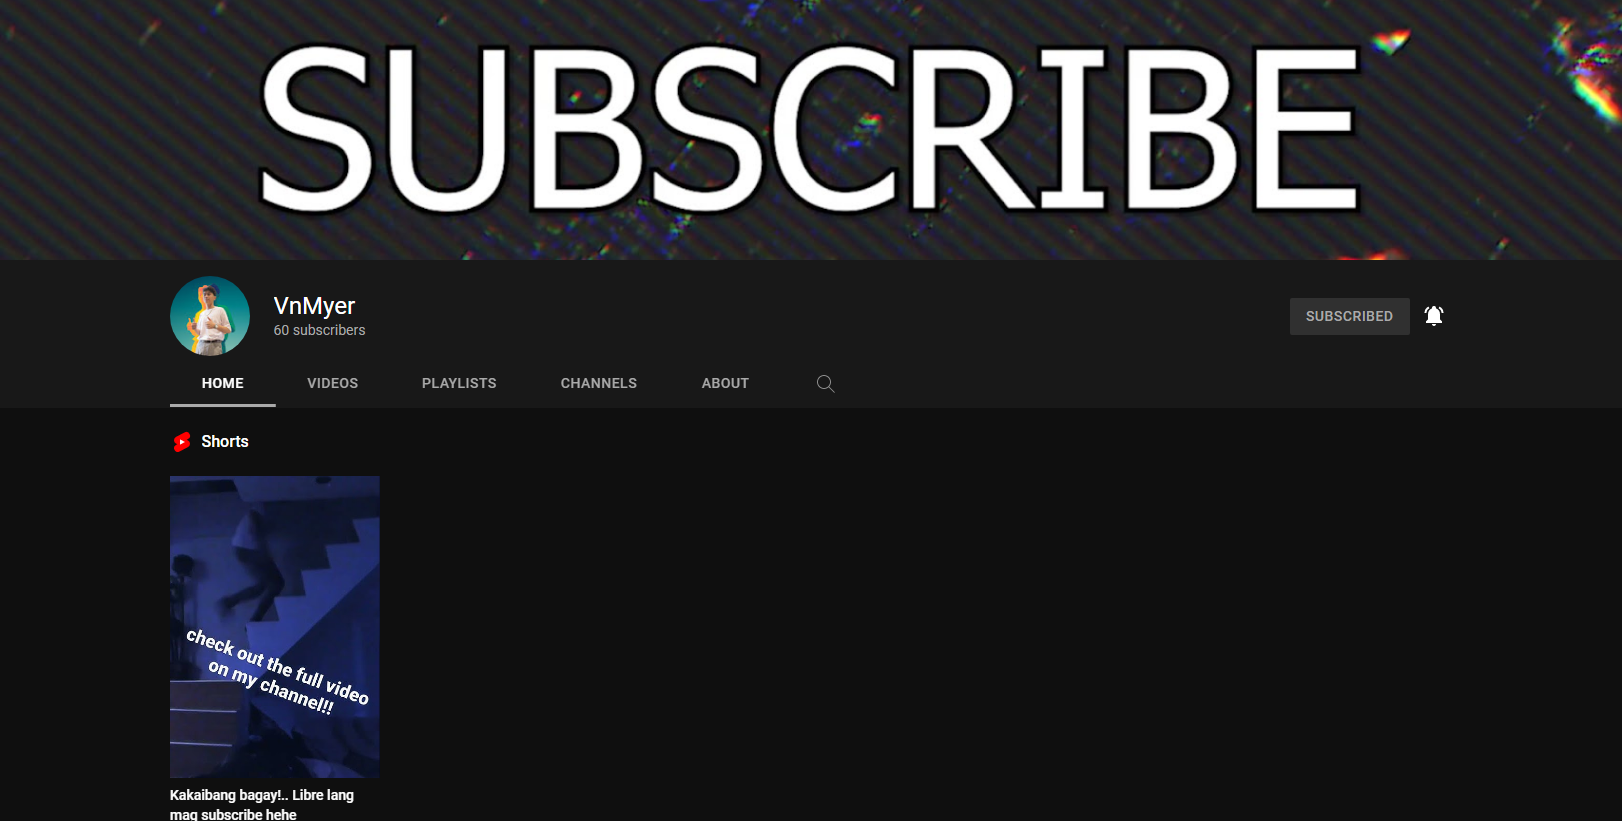 SUBSCRIBE
VnMyer
60 subscribers
SUBSCRIBED
HOME
VIDEOS
PLAYLISTS
CHANNELS
ABOUT
Shorts
check out the full video
on my channel!!
Kakaibang bagay!.. Libre lang
mag subscribe hehe